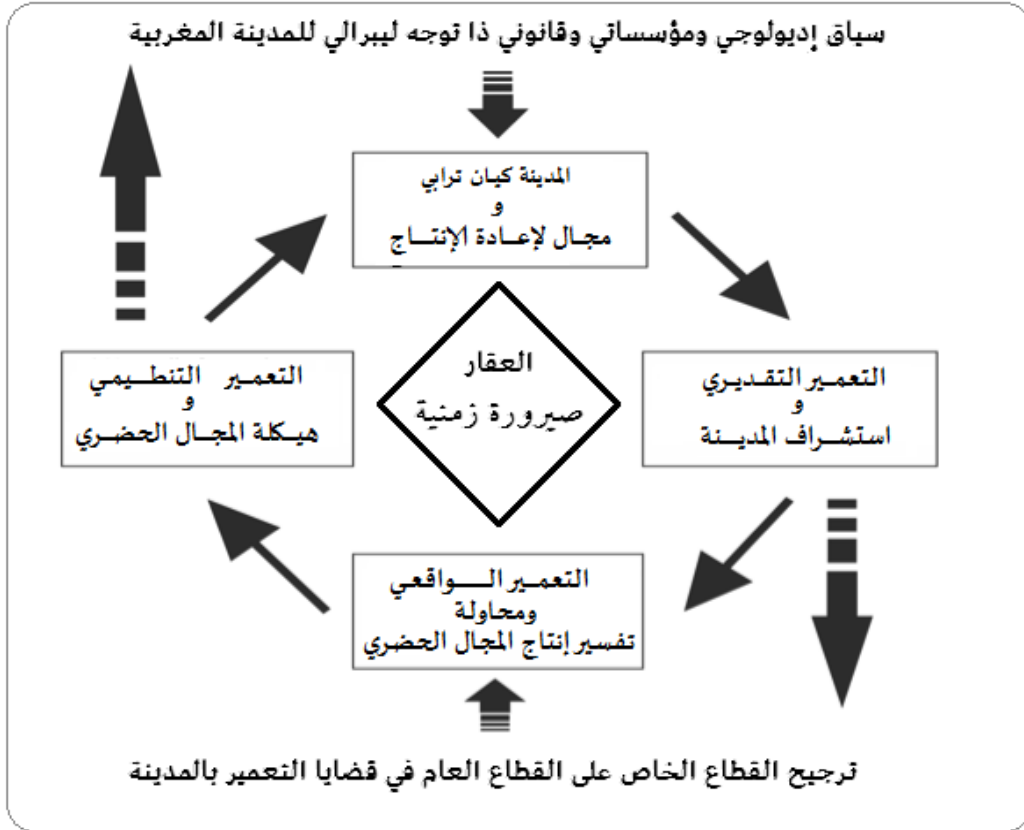 سياق إديولوجي ومؤسساتي وقانوني ذا توجه ليبرالي للمدينة المغربية
المدينة كيان ترابي
و
مجال لإعادة الإنتاج
التعمير التقديري
و
استشراف المدينة
العقار
صيرورة زمنية
التعمير التنطيمي
و
هيكلة المجال الحضري
التعمير الواقعي
ومحاولة
تفسير إنتاج المجال الحضري
ترجيح القطاع الخاص على القطاع العام في قضايا التعمير بالمدينة